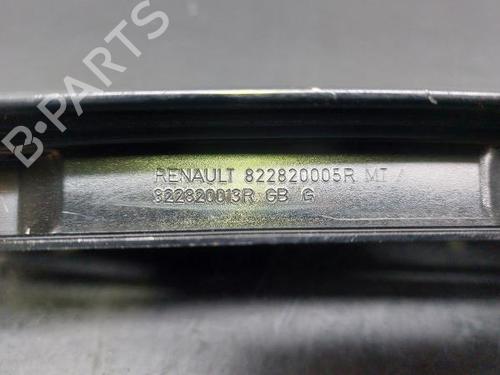 B-PARTS
RENAULT 822820005R MT
822820013R GB G